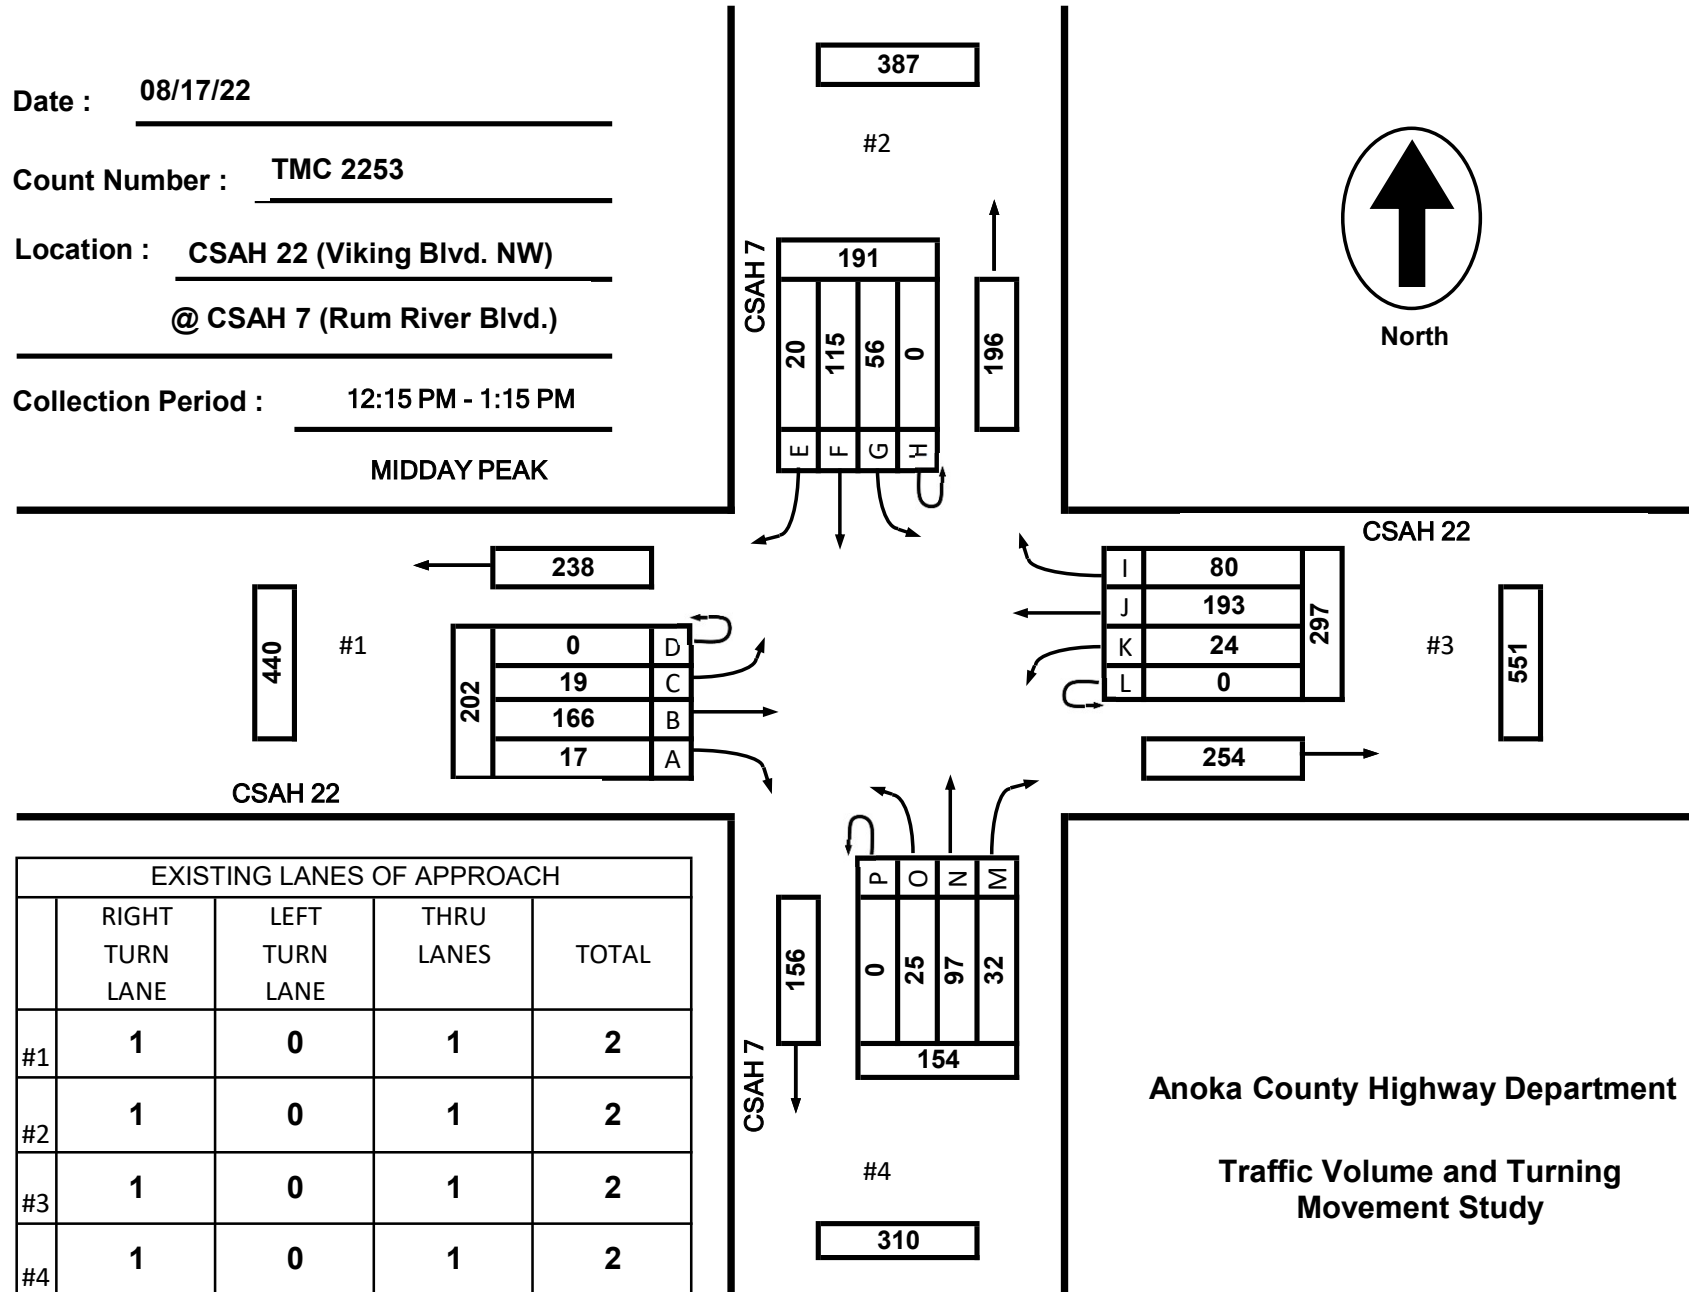 Date : 08/17/22
Count Number : TMC 2253
Location : CSAH 22 (Viking Blvd. NW)
@ CSAH 7 (Rum River Blvd.)
Collection Period : 12:15 PM - 1:15 PM
MIDDAY PEAK
387
#2
CSAH 7
191
20 115 56 0
E F G H
196
North
CSAH 22
238
440
#1
202
0 D
19 C
166 B
17 A
CSAH 22
I 80
J 193
K 24
L 0
297
#3
551
254
P O N M
0 25 97 32
154
156
CSAH 7
#4
310
EXISTING LANES OF APPROACH
RIGHT LEFT THRU
TURN TURN LANES TOTAL
LANE LANE
#1 1 0 1 2
#2 1 0 1 2
#3 1 0 1 2
#4 1 0 1 2
Anoka County Highway Department
Traffic Volume and Turning
Movement Study